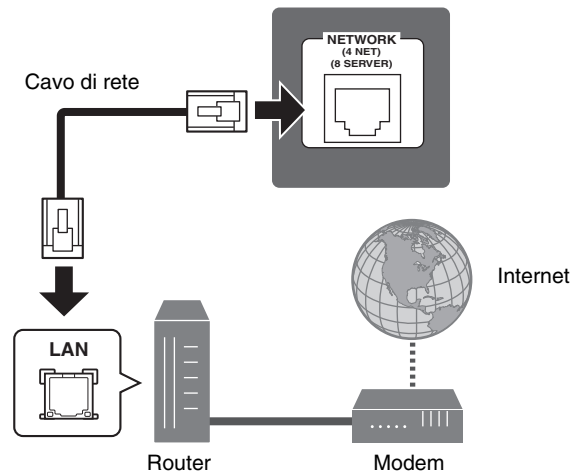 NETWORK
(4 NET)
(8 SERVER)
Cavo di rete
Internet
LAN
Router
Modem